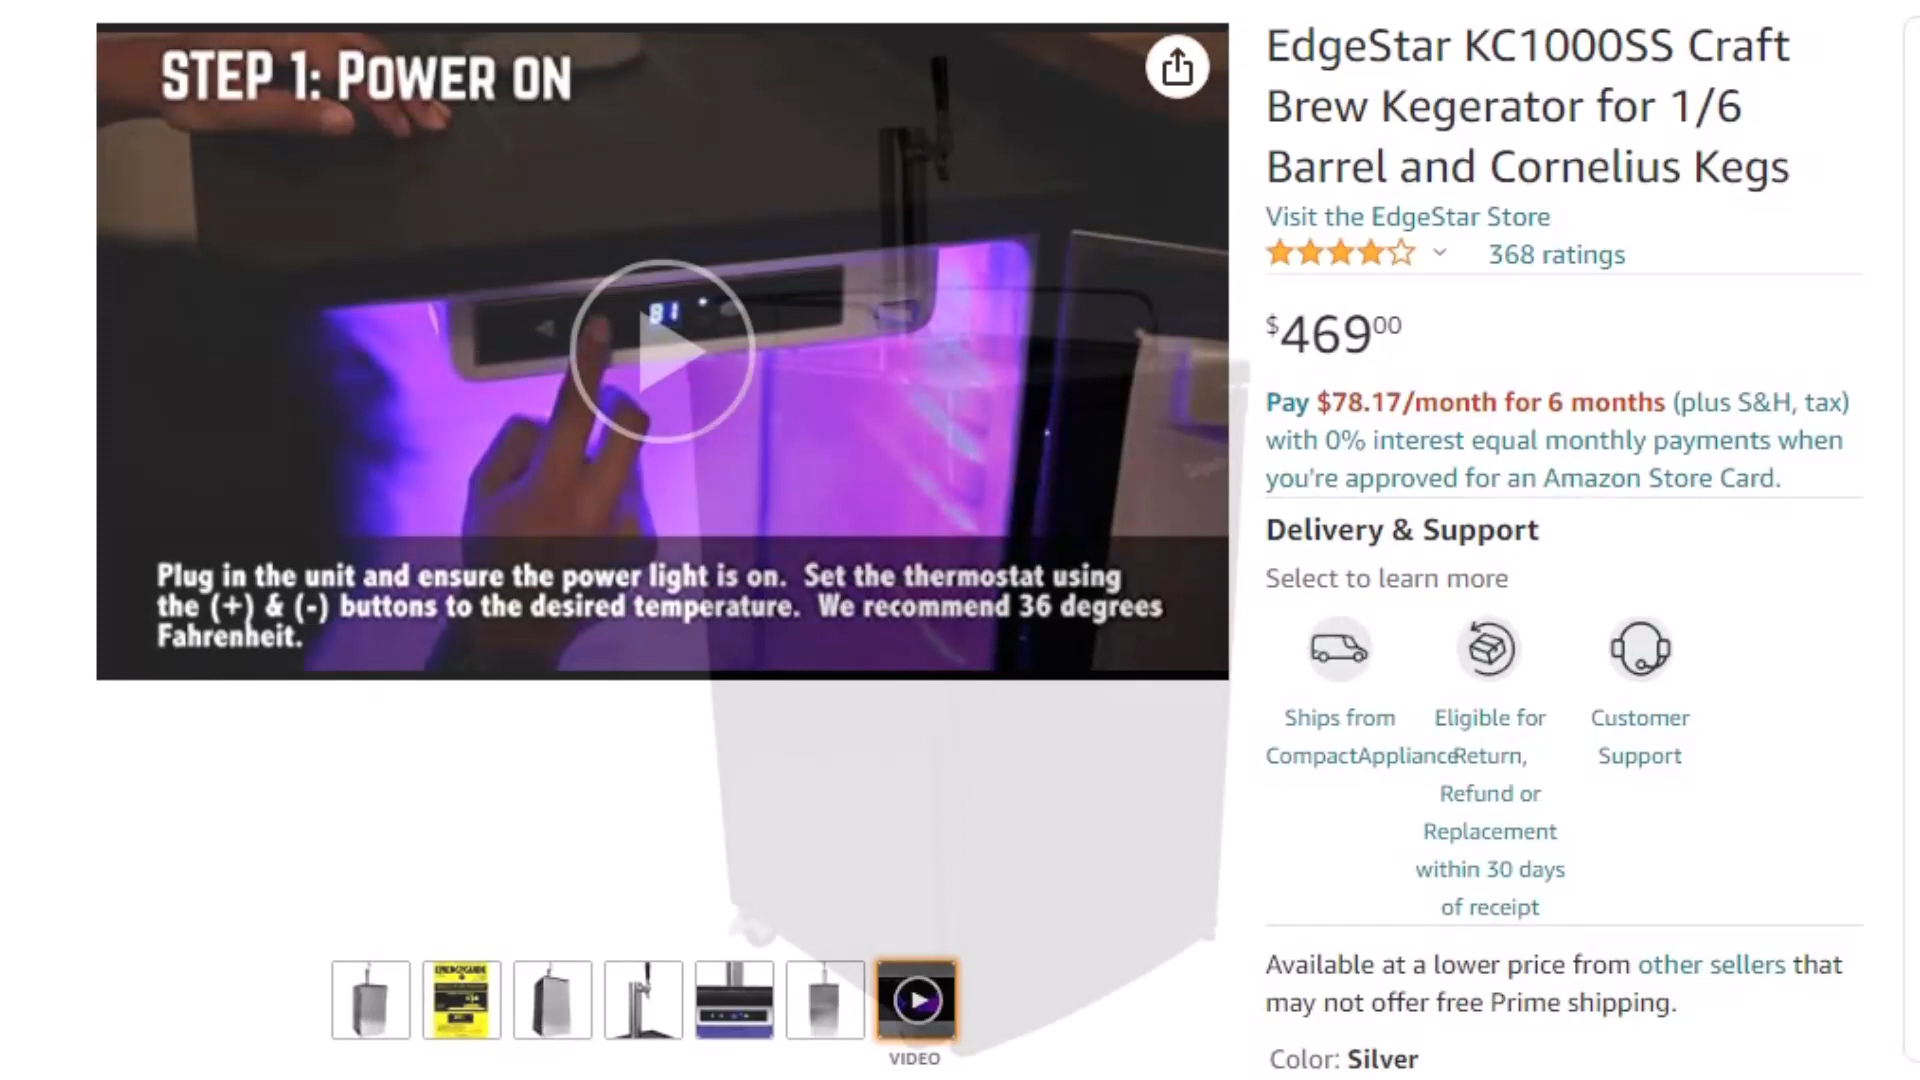 STEP 1: POWER ON
81
Plug in the unit and ensure the power light is on. Set the thermostat using
the (+) & (-) buttons to the desired temperature. We recommend 36 degrees
Fahrenheit.
ENERGYGUIDE
VIDEO
EdgeStar KC1000SS Craft
Brew Kegerator for 1/6
Barrel and Cornelius Kegs
Visit the EdgeStar Store
368 ratings
$46900
Pay $78.17/month for 6 months (plus S&H, tax)
with 0% interest equal monthly payments when
you're approved for an Amazon Store Card.
Delivery & Support
Select to learn more
Ships from
CompactAppliance
Eligible for
Return,
Refund or
Replacement
within 30 days
of receipt
Customer
Support
Available at a lower price from other sellers that
may not offer free Prime shipping.
Color: Silver